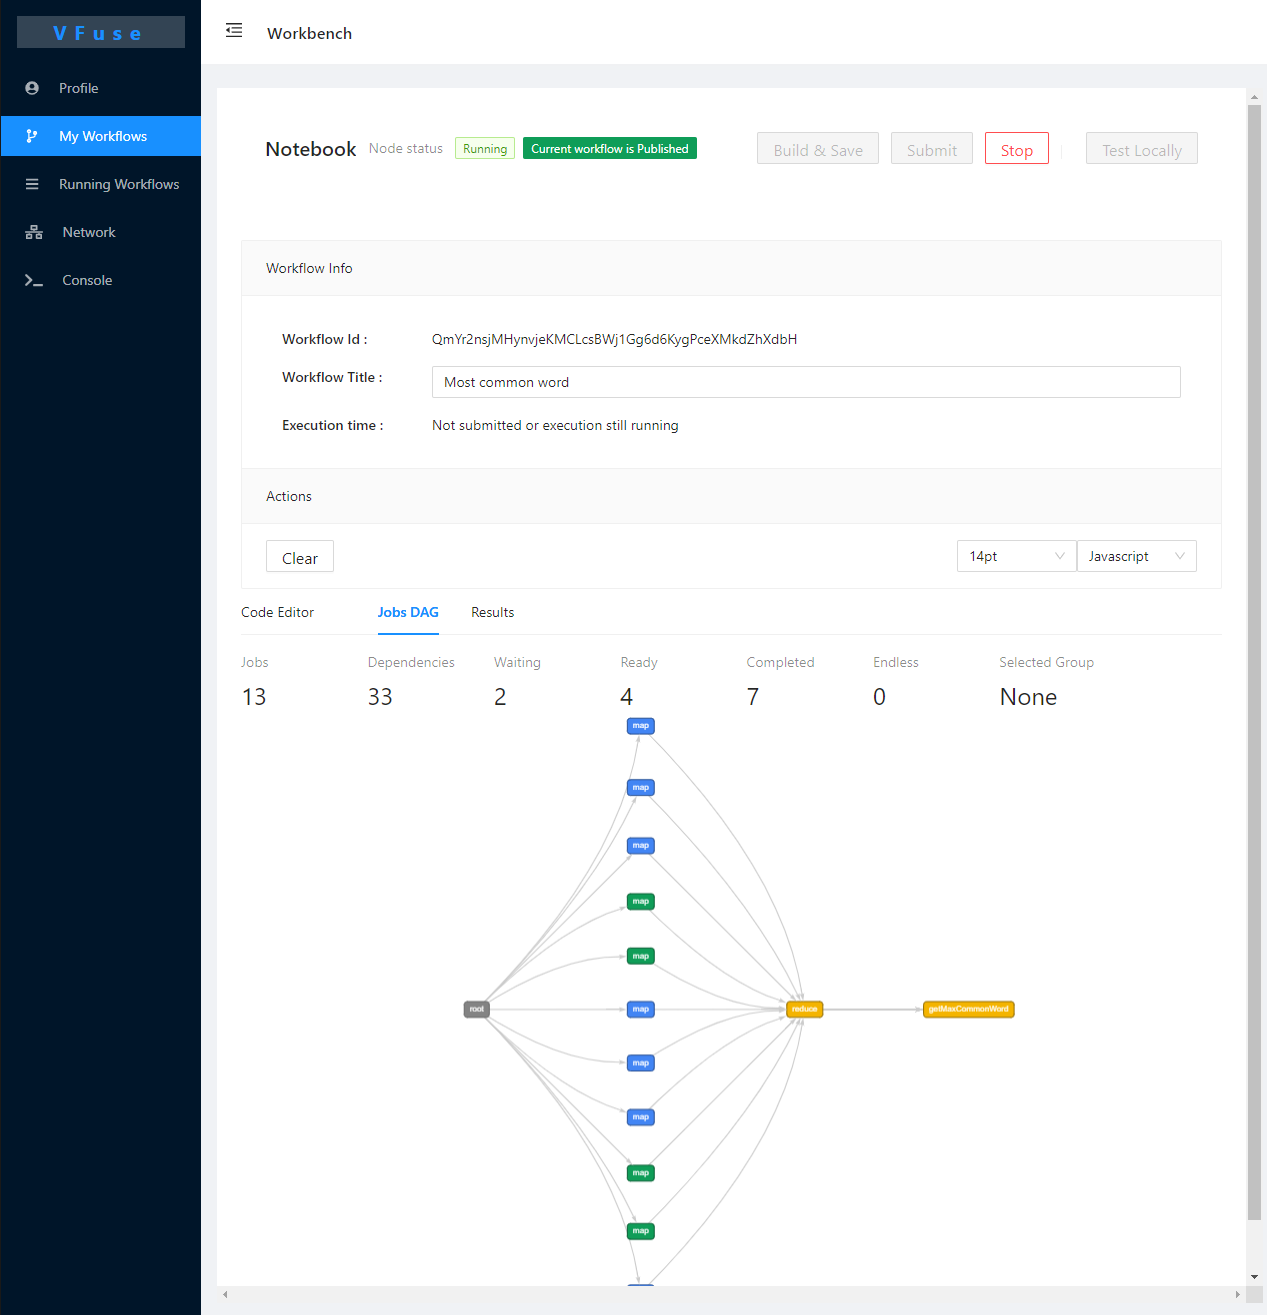 VFuse
Workbench
Profile
My Workflows
Running Workflows
Network
Console
Notebook Node status Running Current workflow is Published Build & Save Submit Stop Test Locally
Workflow Info
Workflow Id : QmYr2nsjMHynvjeKMCLcsBWj1Gg6d6KygPceXMkdZhXdbH
Workflow Title : Most common word
Execution time : Not submitted or execution still running
Actions
Clear 14pt Javascript
Code Editor Jobs DAG Results
Jobs Dependencies Waiting Ready Completed Endless Selected Group
13 33 2 4 7 0 None
map
map
map
map
map
root map reduce getMaxCommonWord
map
map
map
map